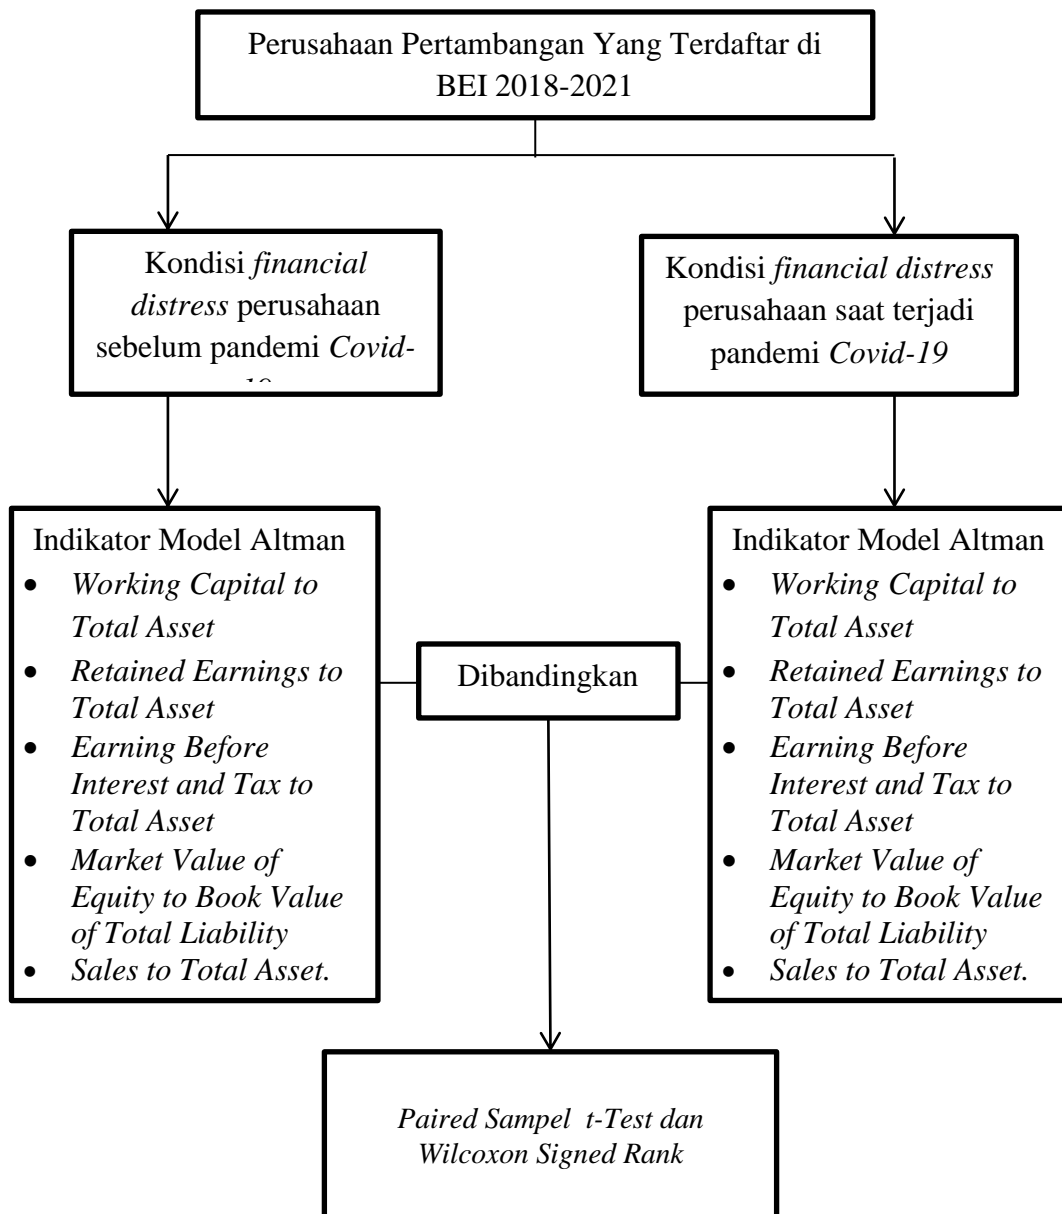 Perusahaan Pertambangan Yang Terdaftar di
BEI 2018-2021
Kondisi financial
distress perusahaan
sebelum pandemi Covid-
Kondisi financial distress
perusahaan saat terjadi
pandemi Covid-19
Indikator Model Altman
• Working Capital to
Total Asset
• Retained Earnings to
Total Asset
• Earning Before
Interest and Tax to
Total Asset
• Market Value of
Equity to Book Value
of Total Liability
• Sales to Total Asset.
Dibandingkan
Indikator Model Altman
• Working Capital to
Total Asset
• Retained Earnings to
Total Asset
• Earning Before
Interest and Tax to
Total Asset
• Market Value of
Equity to Book Value
of Total Liability
• Sales to Total Asset.
Paired Sampel t-Test dan
Wilcoxon Signed Rank